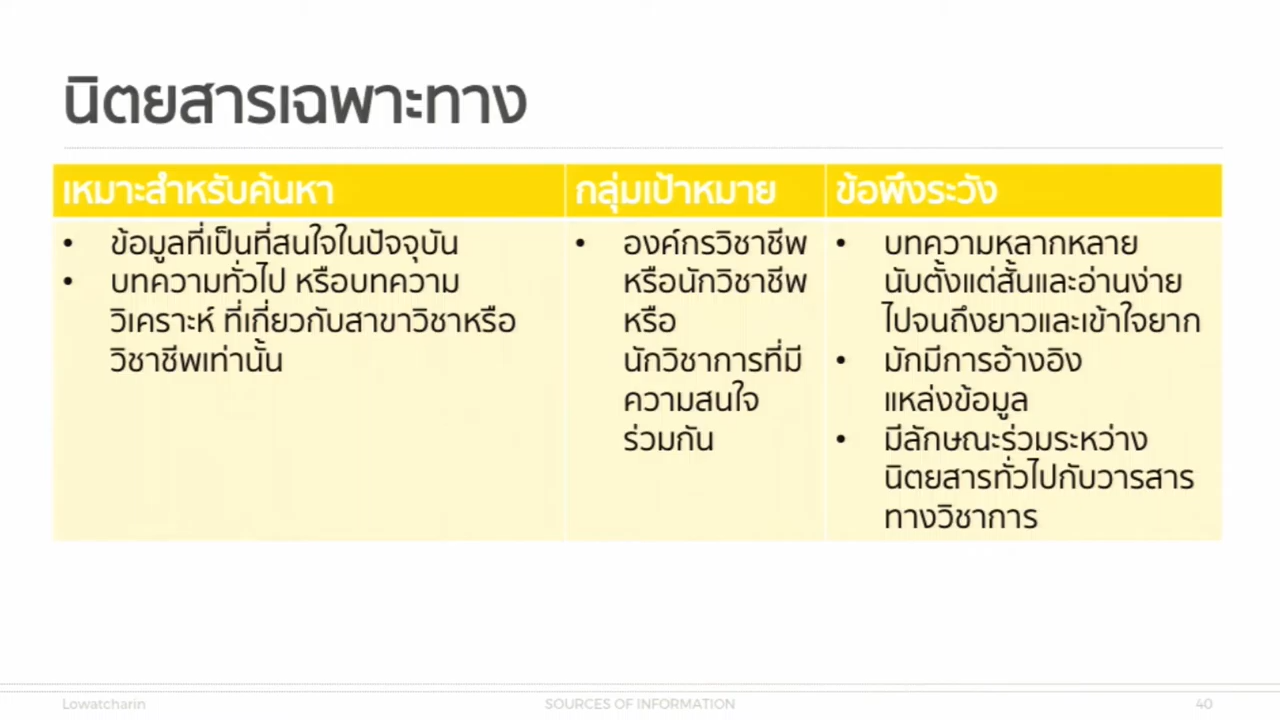 นิตยสารเฉพาะทาง
เหมาะสำหรับค้นหา
กลุ่มเป้าหมาย
ข้อพึงระวัง
• ข้อมูลที่เป็นที่สนใจในปัจจุบัน
• บทความทั่วไป หรือบทความ
วิเคราะห์ ที่เกี่ยวกับสาขาวิชาหรือ
วิชาชีพเท่านั้น
• องค์กรวิชาชีพ
หรือนักวิชาชีพ
หรือ
นักวิชาการที่มี
ความสนใจ
ร่วมกัน
• บทความหลากหลาย
นับตั้งแต่สั้นและอ่านง่าย
ไปจนถึงยาวและเข้าใจยาก
• มักมีการอ้างอิง
แหล่งข้อมูล
• มีลักษณะร่วมระหว่าง
นิตยสารทั่วไปกับวารสาร
ทางวิชาการ
Lowatcharin
SOURCES OF INFORMATION
40